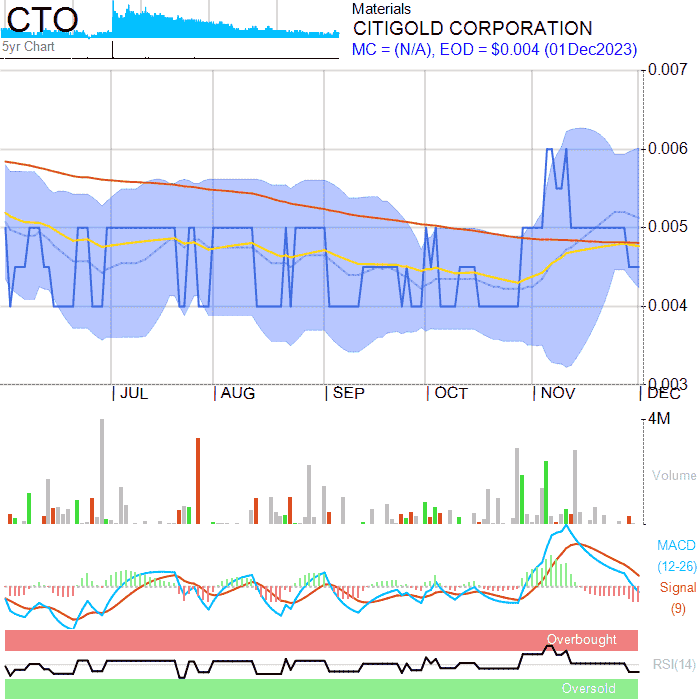 CTO
5yr Chart
Materials
CITIGOLD CORPORATION
MC = (N/A), EOD = $0.004 (01Dec2023)
0.007
0.006
0.005
0.004
0.003
JUL AUG SEP OCT NOV DEC
4M
Volume
MACD
(12-26)
Signal
(9)
Overbought
RSI(14)
Oversold